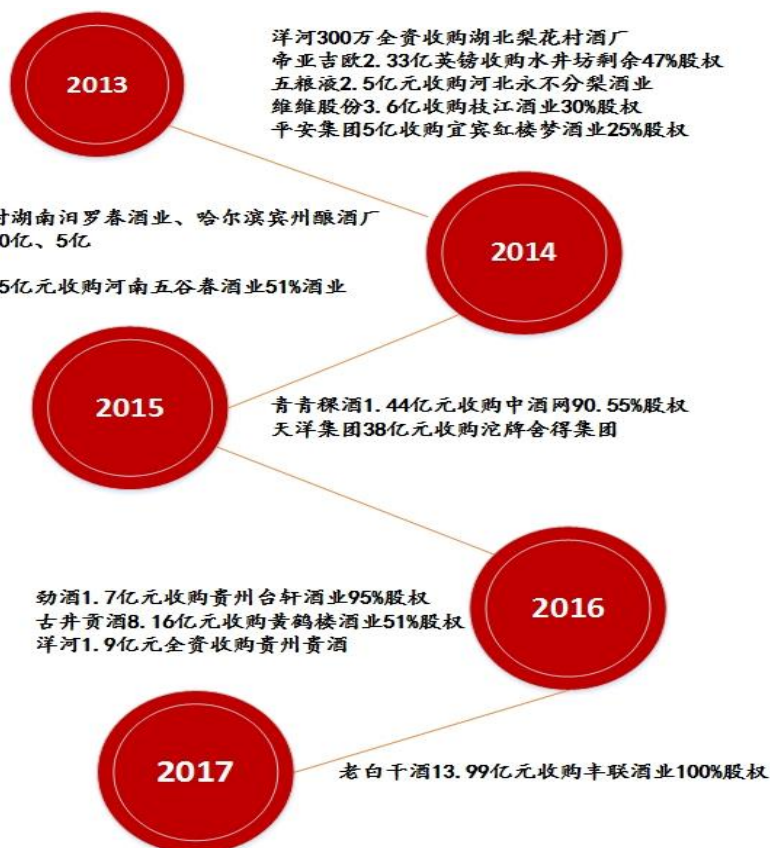 2013
洋河300万全资收购湖北梨花村酒厂
帝亚吉欧2.33亿英镑收购水井坊剩余47%股权
五粮液2.5亿元收购河北永不分梨酒业
维维股份3.6亿收购枝江酒业30%股权
平安集团5亿收购宜宾红楼梦酒业25%股权
2014
湖南汨罗春酒业、哈尔滨宾州酿酒厂
0亿、5亿
5亿元收购河南五谷春酒业51%酒业
2015
青青稞酒1.44亿元收购中酒网90.55%股权
天洋集团38亿元收购沱牌舍得集团
2016
劲酒1.7亿元收购贵州台轩酒业95%股权
古井贡酒8.16亿元收购黄鹤楼酒业51%股权
洋河1.9亿元全资收购贵州贵酒
2017
老白干酒13.99亿元收购丰联酒业100%股权